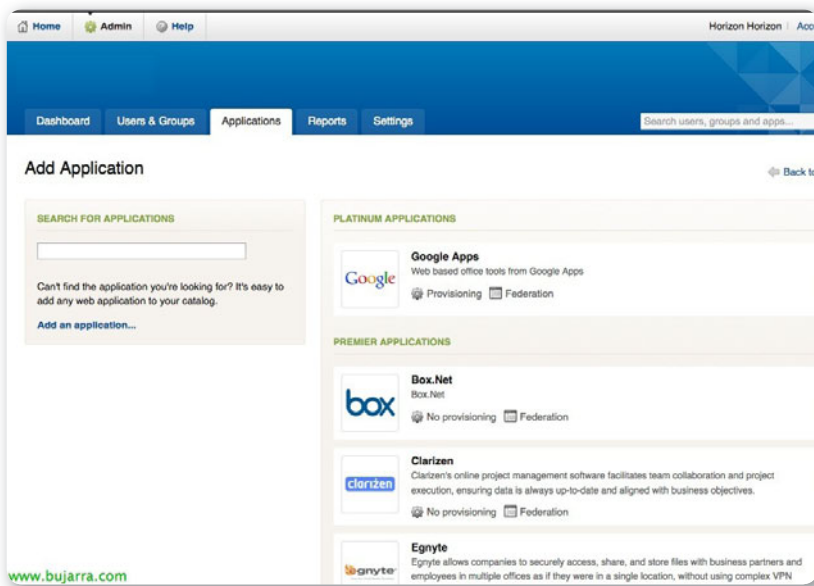 Home
Admin
Help
Horizon Horizon
Acco
Dashboard
Users & Groups
Applications
Reports
Settings
Search users, groups and apps...
Add Application
Back to
SEARCH FOR APPLICATIONS
Can't find the application you're looking for? It's easy to
add any web application to your catalog.
Add an application...
PLATINUM APPLICATIONS
Google
Google Apps
Web based office tools from Google Apps
Provisioning
Federation
PREMIER APPLICATIONS
box
Box.Net
Box.Net
No provisioning
Federation
clarizen
Clarizen
Clarizen's online project management software facilitates team collaboration and project
execution, ensuring data is always up-to-date and aligned with business objectives.
No provisioning
Federation
egnyte
Egnyte
Egnyte allows companies to securely access, share, and store files with business partners and
employees in multiple offices as if they were in a single location, without using complex VPN
www.bujarra.com